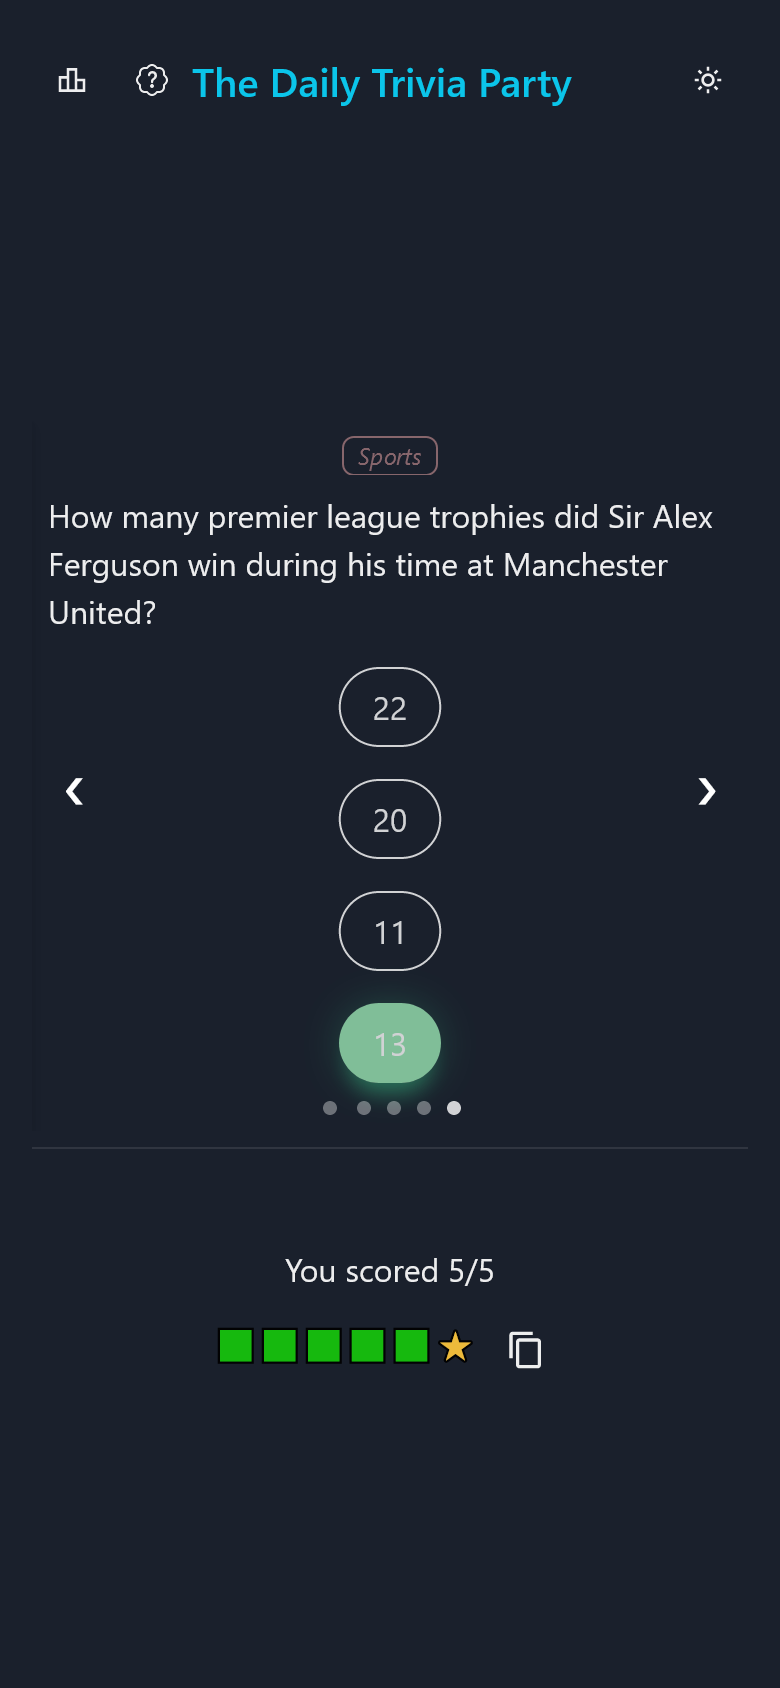 The Daily Trivia Party
Sports
How many premier league trophies did Sir Alex
Ferguson win during his time at Manchester
United?
22
20
11
13
You scored 5/5